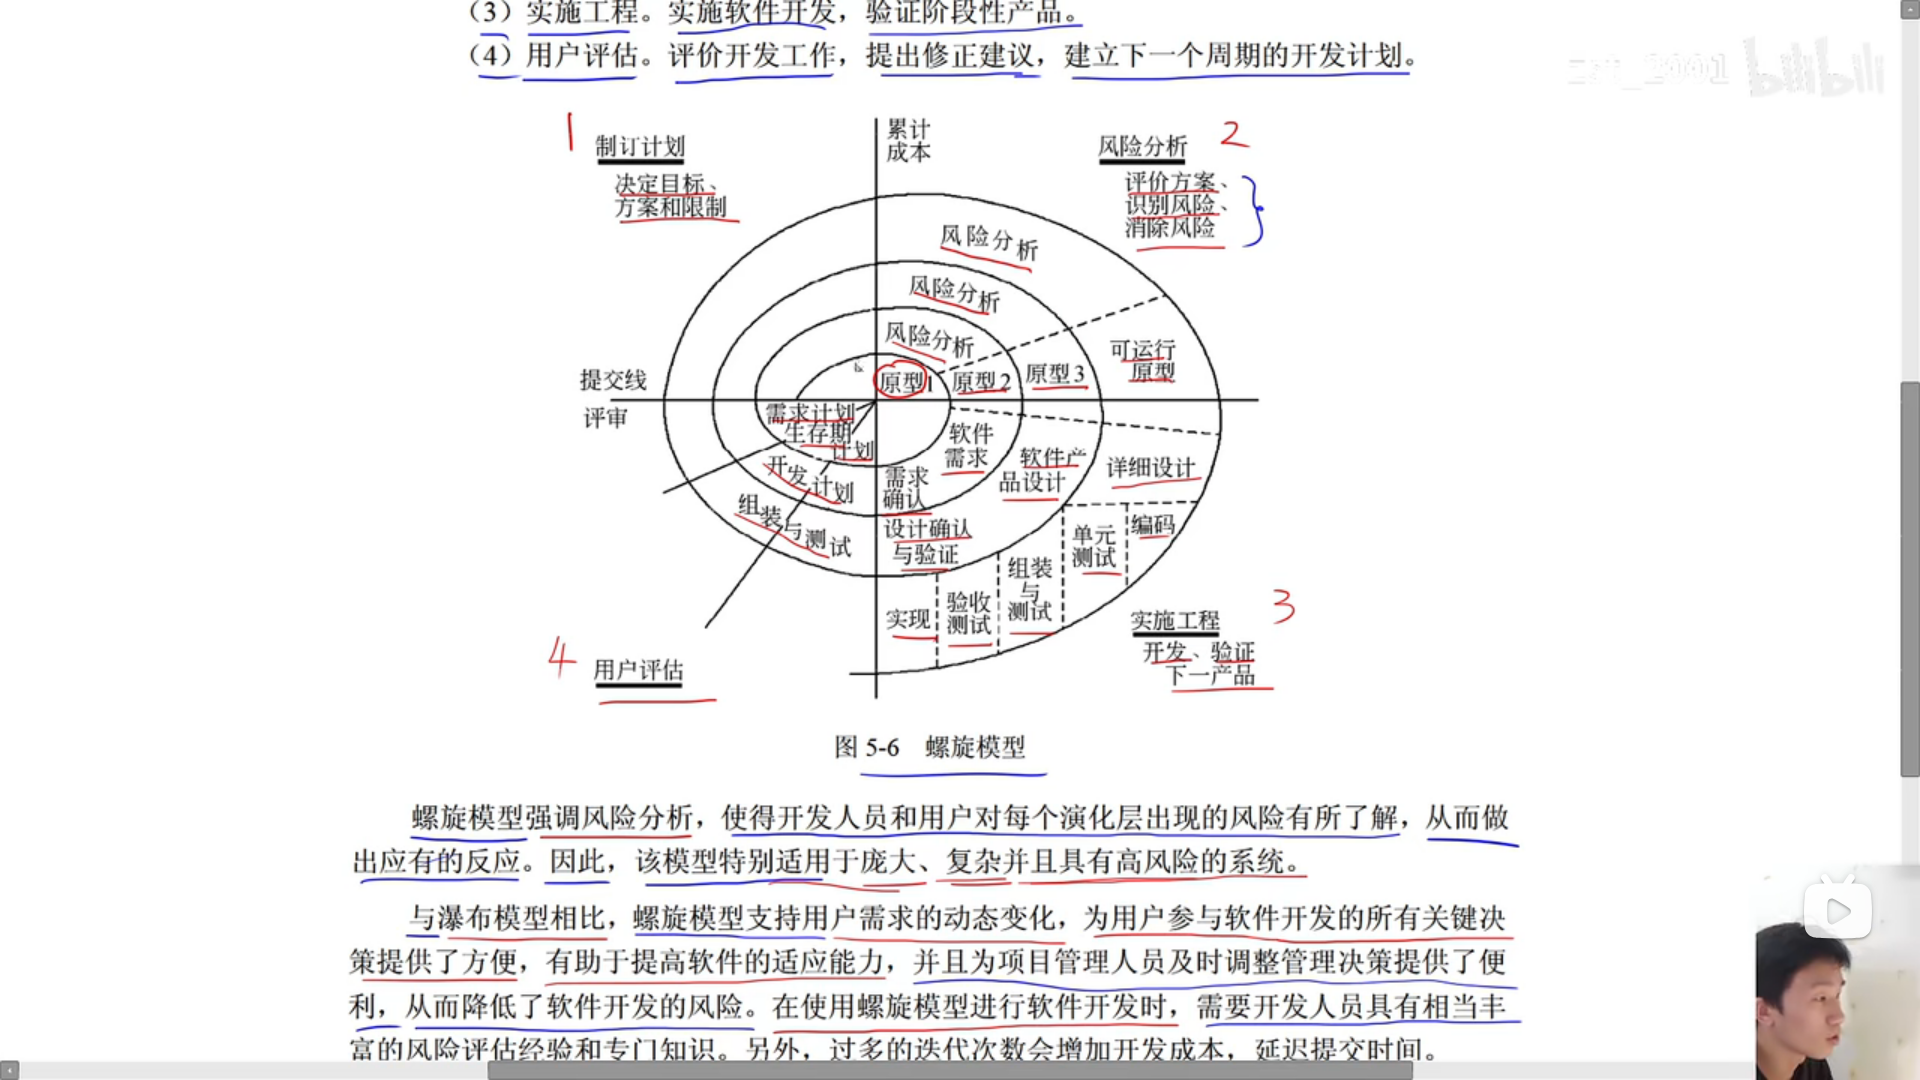 (3)实施工程。实施软件开发，验证阶段性产品。
(4)用户评估。评价开发工作，提出修正建议，建立下一个周期的开发计划。
bilibili
1
制订计划
决定目标、
方案和限制
累计
成本
风险分析
2
评价方案、
识别风险、
消除风险
风险分析
风险分析
风险分析
提交线
评审
原型1
原型2
原型3
可运行
原型
需求计划
生存期
计划
开发计划
组装与测试
需求
确认
软件
需求
软件产
品设计
详细设计
设计确认
与验证
实现
验收
测试
组装
与
测试
单元
测试
编码
3
实施工程
开发、验证
下一产品
4
用户评估
图 5-6 螺旋模型
螺旋模型强调风险分析，使得开发人员和用户对每个演化层出现的风险有所了解，从而做
出应有的反应。因此，该模型特别适用于庞大、复杂并且具有高风险的系统。
与瀑布模型相比，螺旋模型支持用户需求的动态变化，为用户参与软件开发的所有关键决
策提供了方便，有助于提高软件的适应能力，并且为项目管理人员及时调整管理决策提供了便
利，从而降低了软件开发的风险。在使用螺旋模型进行软件开发时，需要开发人员具有相当丰
富的风险评估经验和专门知识。另外，过多的迭代次数会增加开发成本，延迟提交时间。